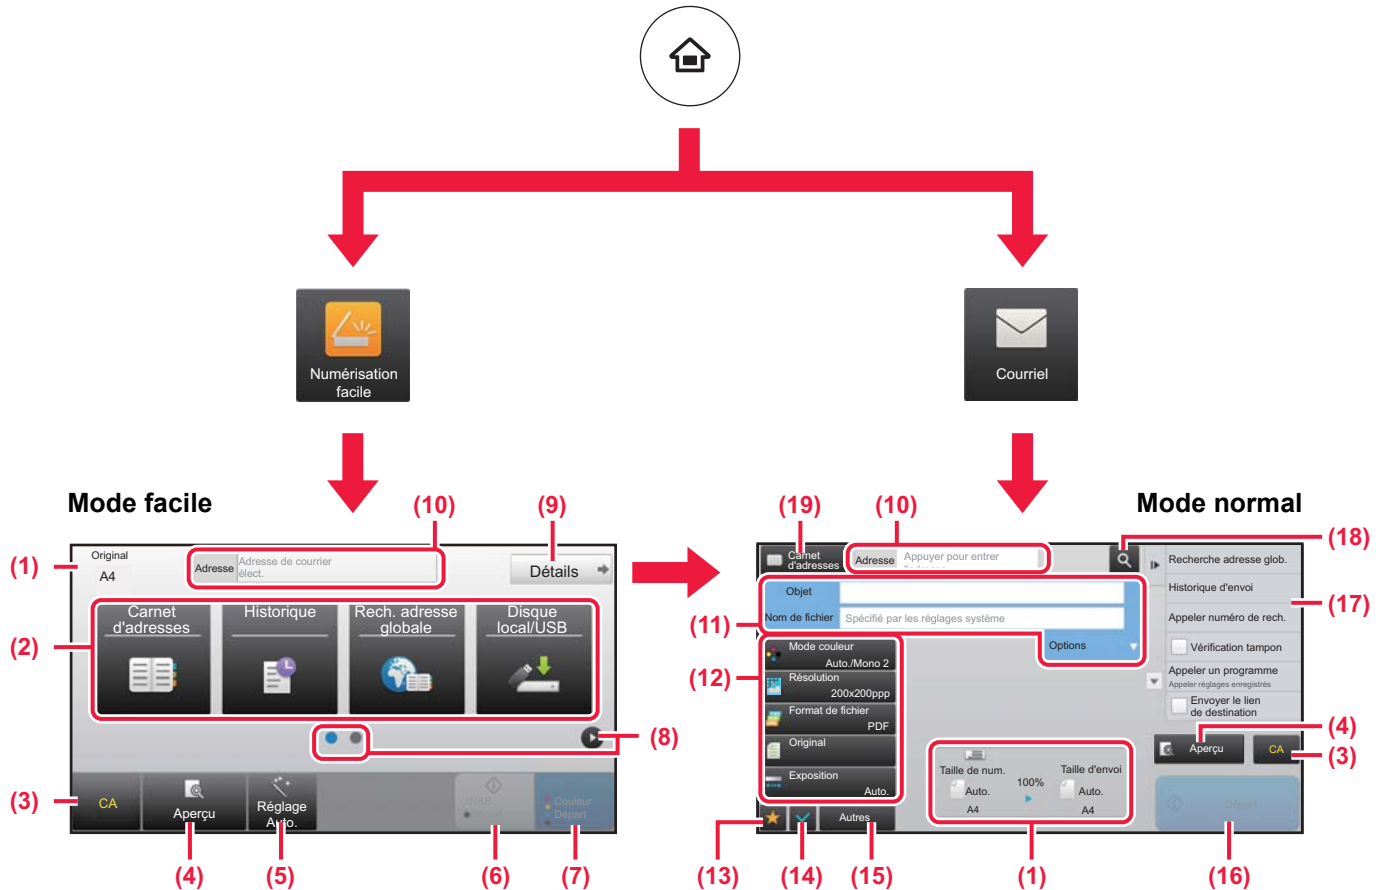 Numérisation
facile
Courriel
Mode facile
(10)
(9)
(1)
Original
A4
Adresse
Adresse de courrier
élect.
Détails
(2)
Carnet
d'adresses
Historique
Rech. adresse
globale
Disque
local/USB
(8)
(3)
CA
Aperçu
Réglage
Auto.
N&B
Couleur
Départ
(4)
(5)
(6)
(7)
Mode normal
(19)
(10)
(18)
Carnet
d'adresses
Adresse
Appuyer pour entrer
(11)
Objet
Nom de fichier
Spécifié par les réglages système
Options
(12)
Mode couleur
Auto./Mono 2
Résolution
200x200ppp
Format de fichier
PDF
Original
Exposition
Auto.
Autres
Taille de num.
Auto.
A4
100%
Taille d'envoi
Auto.
A4
Recherche adresse glob.
Historique d'envoi
Appeler numéro de rech.
Vérification tampon
Appeler un programme
Appeler réglages enregistrés
Envoyer le lien
de destination
(17)
Aperçu
CA
(4)
(3)
Départ
(13)
(14)
(15)
(1)
(16)